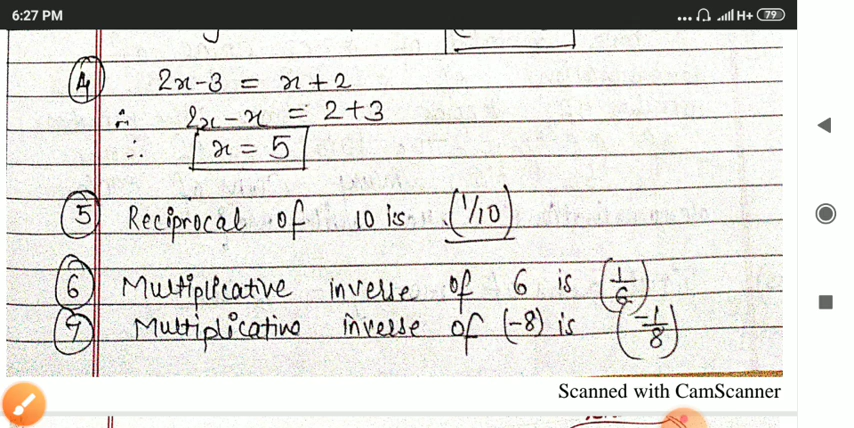 6:27 PM ... H+ 79
④ 2x-3 = x+2
∴ 2x-x = 2+3
∴ x = 5
⑤ Reciprocal of 10 is (1/10)
⑥ Multiplicative inverse of 6 is (1/6)
⑦ Multiplicative inverse of (-8) is (-1/8)
Scanned with CamScanner